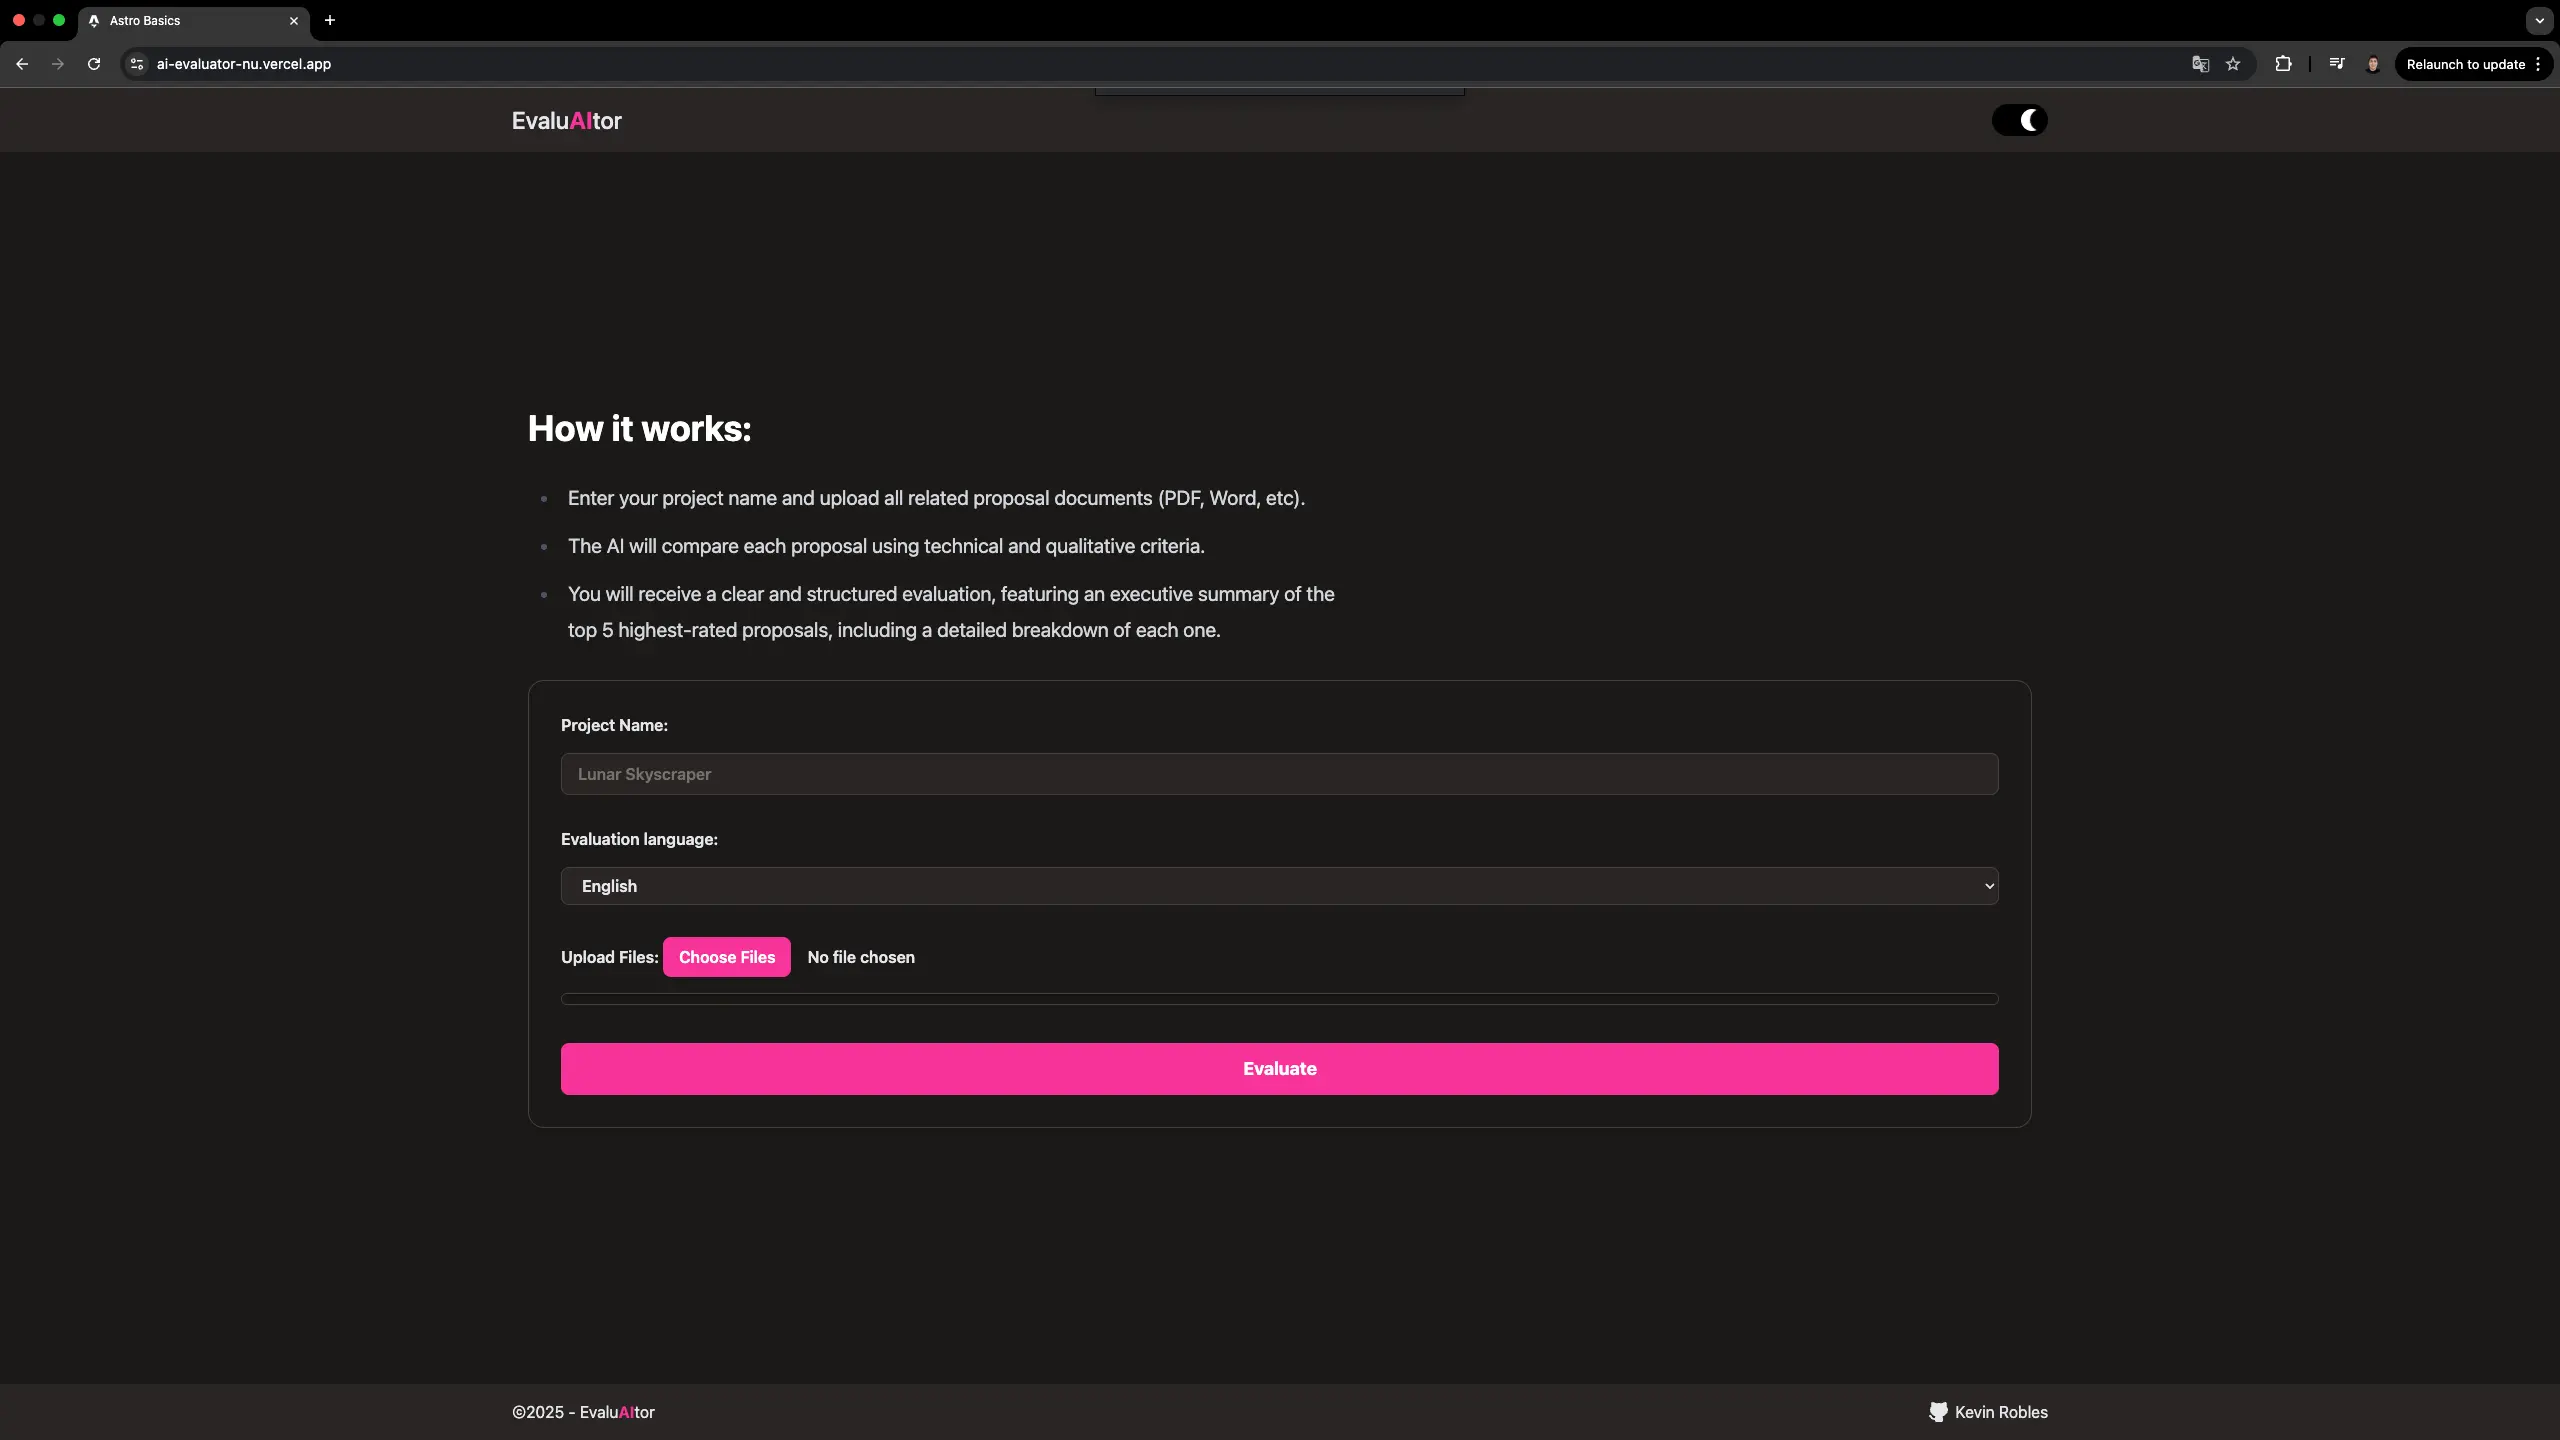 Astro Basics
ai-evaluator-nu.vercel.app
Relaunch to update
EvaluAItor
How it works:
Enter your project name and upload all related proposal documents (PDF, Word, etc).
The AI will compare each proposal using technical and qualitative criteria.
You will receive a clear and structured evaluation, featuring an executive summary of the
top 5 highest-rated proposals, including a detailed breakdown of each one.
Project Name:
Lunar Skyscraper
Evaluation language:
English
Upload Files: Choose Files No file chosen
Evaluate
©2025 - EvaluAItor
Kevin Robles